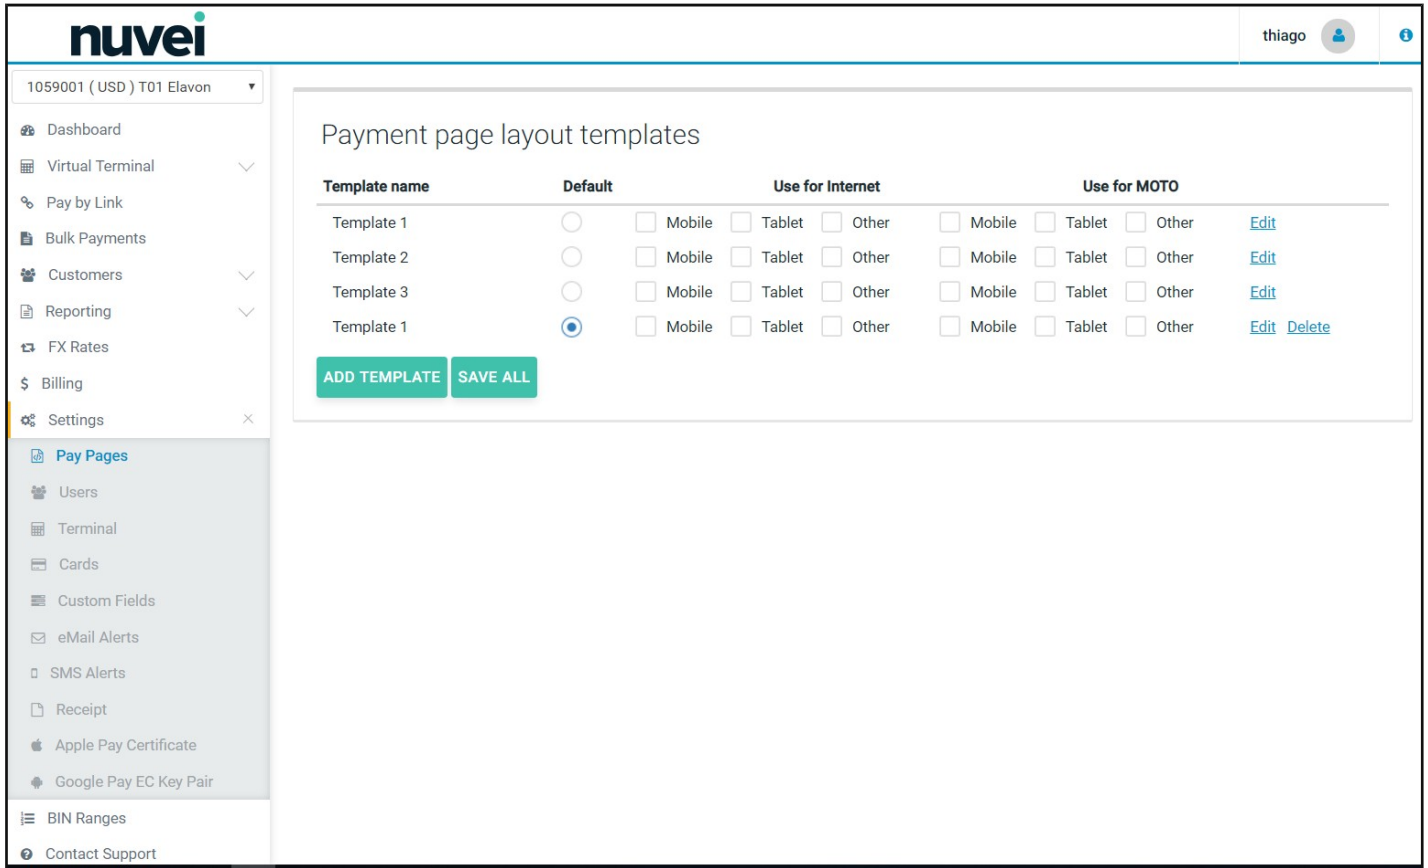 nuvei
thiago
1059001 ( USD ) T01 Elavon
Dashboard
Virtual Terminal
Pay by Link
Bulk Payments
Customers
Reporting
FX Rates
$ Billing
Settings
Pay Pages
Users
Terminal
Cards
Custom Fields
eMail Alerts
SMS Alerts
Receipt
Apple Pay Certificate
Google Pay EC Key Pair
BIN Ranges
Contact Support
Payment page layout templates
Template name Default Use for Internet Use for MOTO
Template 1 Mobile Tablet Other Mobile Tablet Other Edit
Template 2 Mobile Tablet Other Mobile Tablet Other Edit
Template 3 Mobile Tablet Other Mobile Tablet Other Edit
Template 1 Mobile Tablet Other Mobile Tablet Other Edit Delete
ADD TEMPLATE SAVE ALL